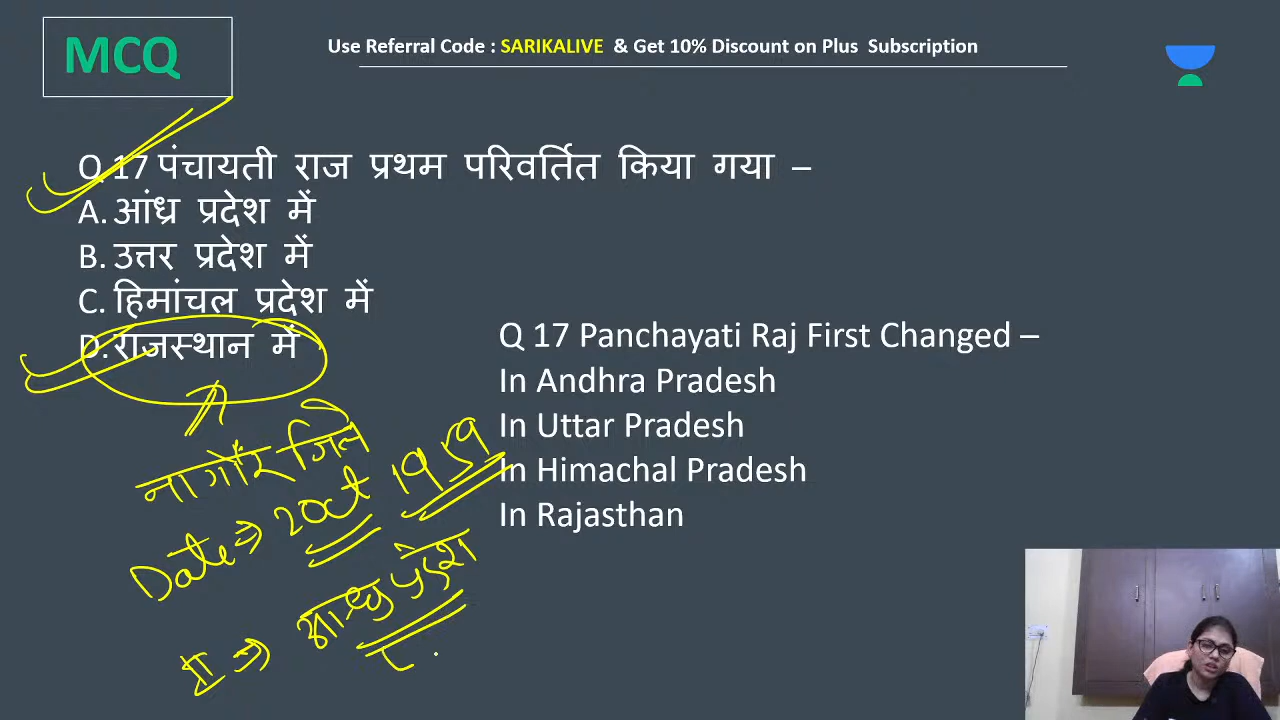 MCQ
Use Referral Code : SARIKALIVE & Get 10% Discount on Plus Subscription
Q 17 पंचायती राज प्रथम परिवर्तित किया गया –
A. आंध्र प्रदेश में
B. उत्तर प्रदेश में
C. हिमांचल प्रदेश में
D. राजस्थान में
Q 17 Panchayati Raj First Changed –
In Andhra Pradesh
In Uttar Pradesh
In Himachal Pradesh
In Rajasthan
नागौर जिले
Date ⇒ 2 Oct 1959
II ⇒ आंध्र प्रदेश